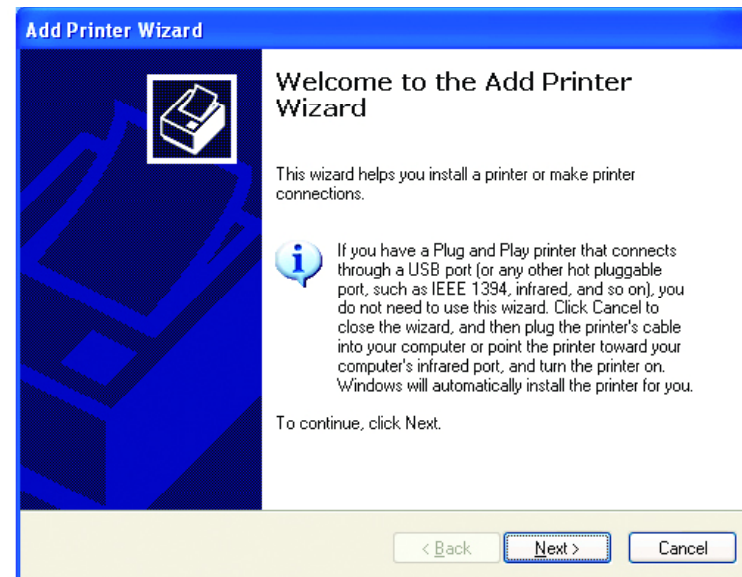 Add Printer Wizard
Welcome to the Add Printer
Wizard
This wizard helps you install a printer or make printer
connections.
If you have a Plug and Play printer that connects
through a USB port (or any other hot pluggable
port, such as IEEE 1394, infrared, and so on), you
do not need to use this wizard. Click Cancel to
close the wizard, and then plug the printer's cable
into your computer or point the printer toward your
computer's infrared port, and turn the printer on.
Windows will automatically install the printer for you.
To continue, click Next.
< Back Next > Cancel